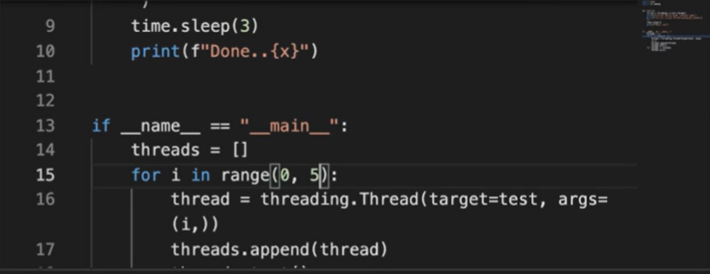 9 time.sleep(3)
10 print(f"Done..{x}")
11
12
13 if __name__ == "__main__":
14 threads = []
15 for i in range(0, 5):
16 thread = threading.Thread(target=test, args=
(i,))
17 threads.append(thread)